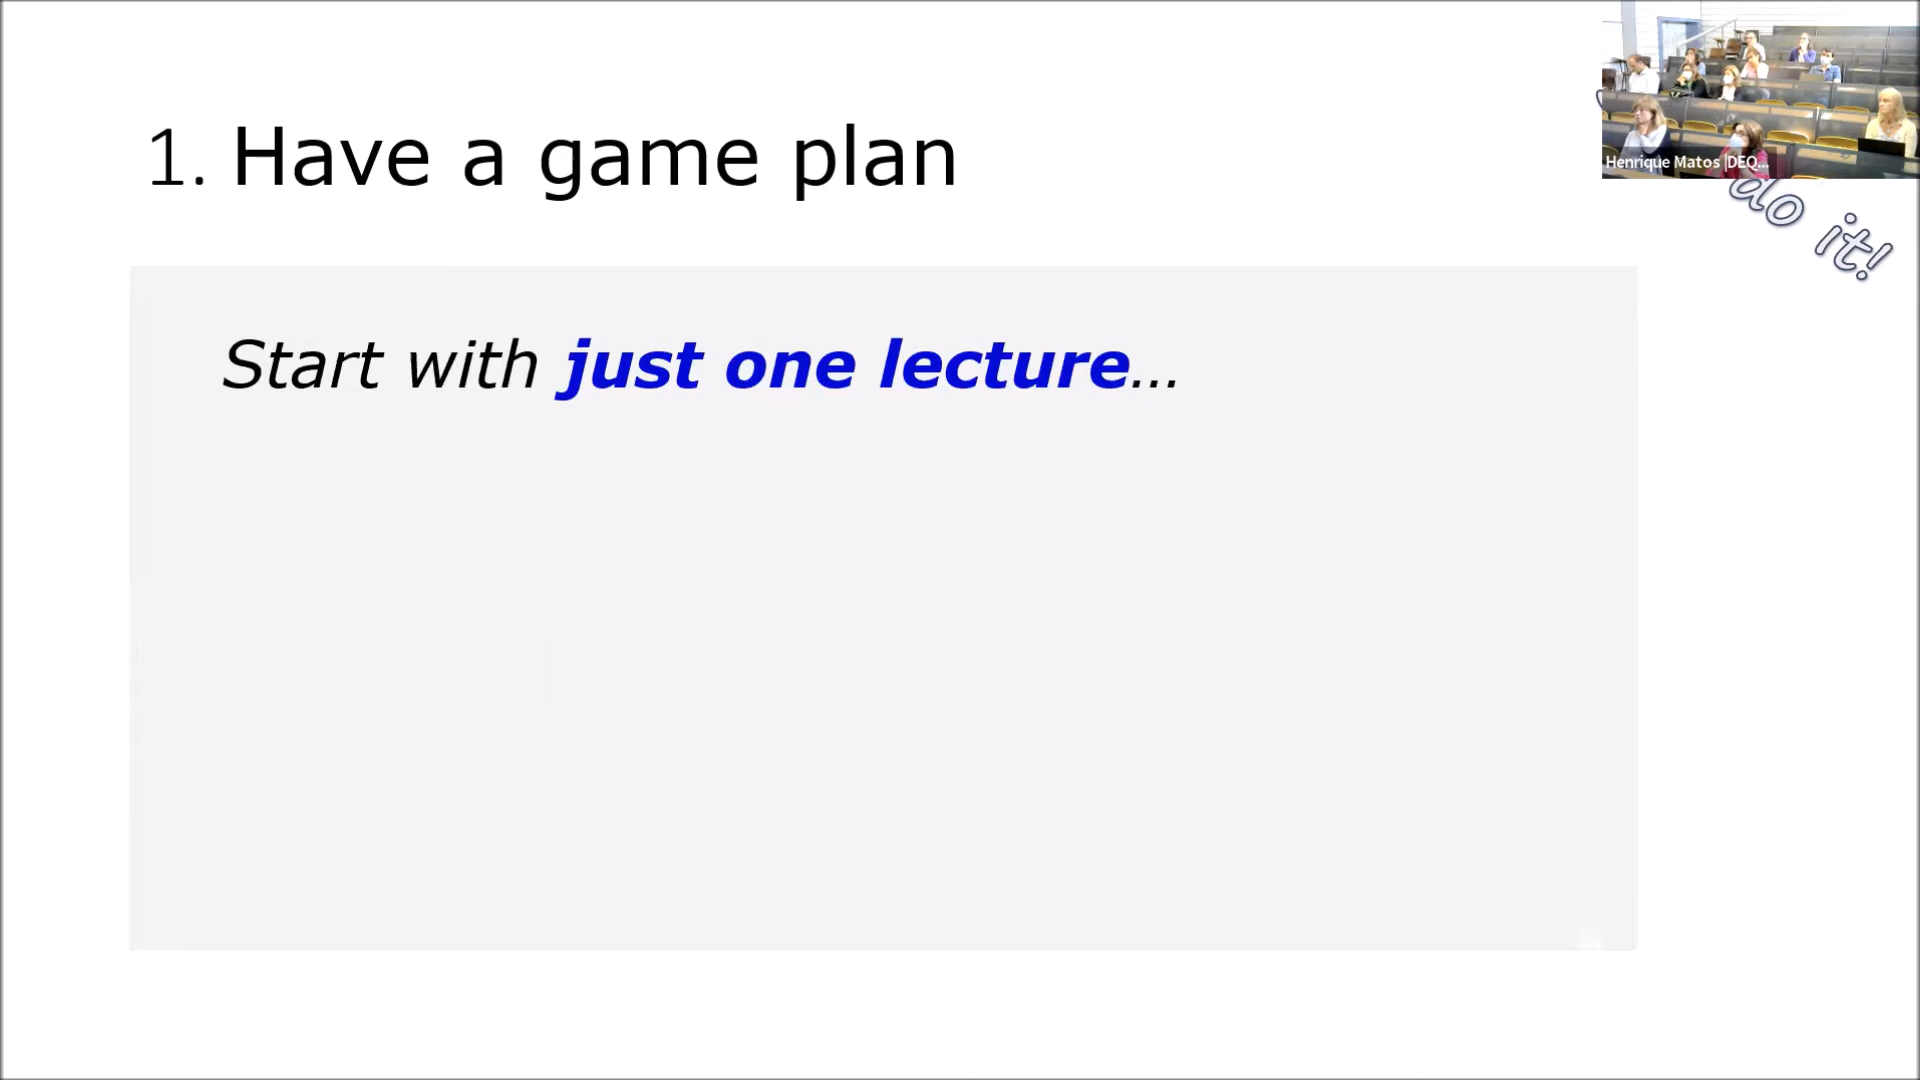 1. Have a game plan
Henrique Matos |DEQ...
do it!
Start with just one lecture...